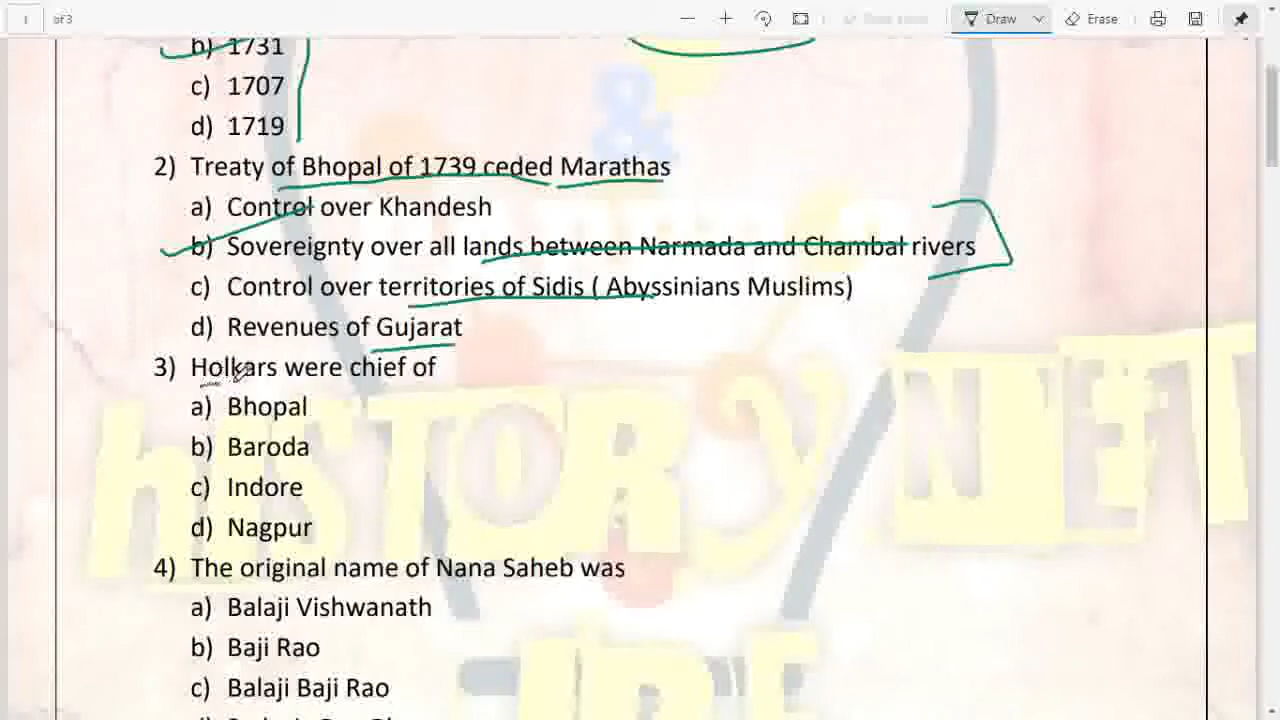 1 of 3 Draw Erase
b) 1731
c) 1707
d) 1719
2) Treaty of Bhopal of 1739 ceded Marathas
a) Control over Khandesh
b) Sovereignty over all lands between Narmada and Chambal rivers
c) Control over territories of Sidis ( Abyssinians Muslims)
d) Revenues of Gujarat
3) Holkars were chief of
a) Bhopal
b) Baroda
c) Indore
d) Nagpur
4) The original name of Nana Saheb was
a) Balaji Vishwanath
b) Baji Rao
c) Balaji Baji Rao
&
HISTORY NET